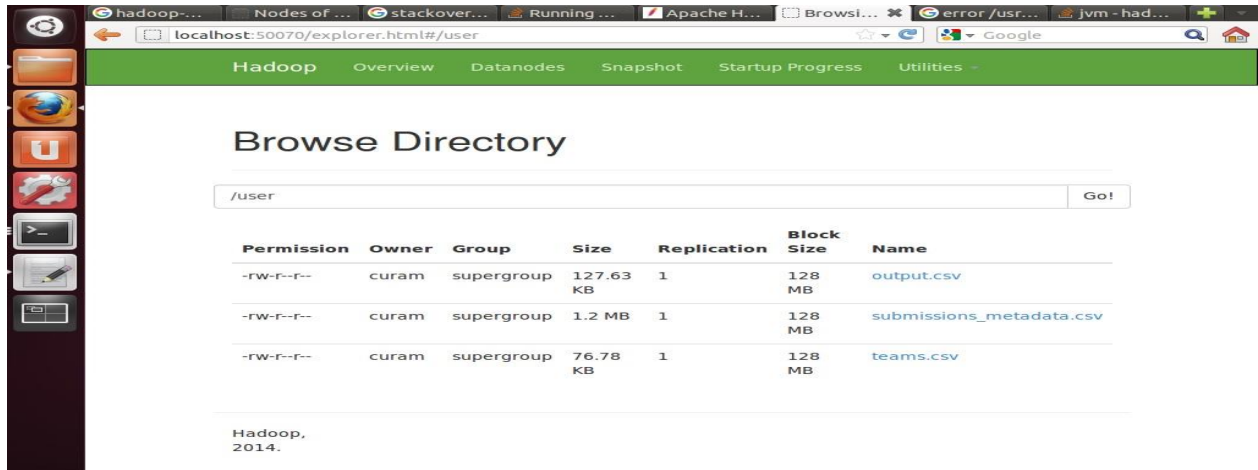 hadoop-...
Nodes of ...
stackover...
Running ...
Apache H...
Browsi...
error /usr...
jvm - had...
localhost:50070/explorer.html#/user
Google
Hadoop Overview Datanodes Snapshot Startup Progress Utilities
Browse Directory
/user Go!
Permission Owner Group Size Replication Block Size Name
-rw-r--r-- curam supergroup 127.63 KB 1 128 MB output.csv
-rw-r--r-- curam supergroup 1.2 MB 1 128 MB submissions_metadata.csv
-rw-r--r-- curam supergroup 76.78 KB 1 128 MB teams.csv
Hadoop,
2014.